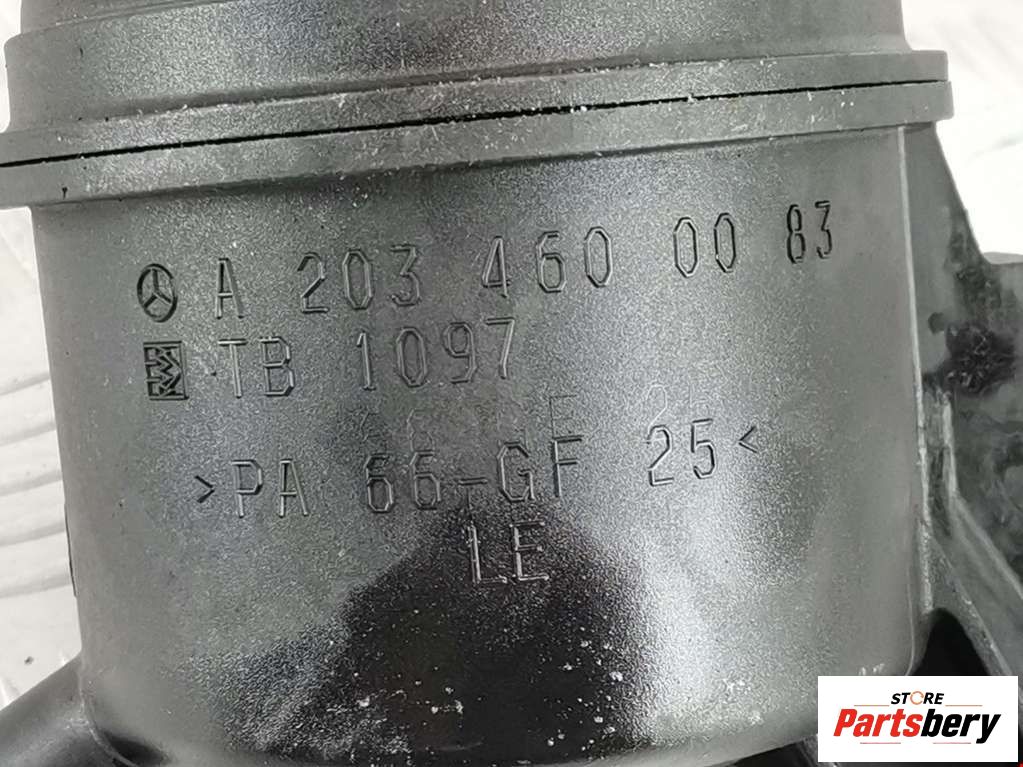 A 203 460 00 83
TB 1097
>PA 66-GF 25<
LE
STORE
Partsbery